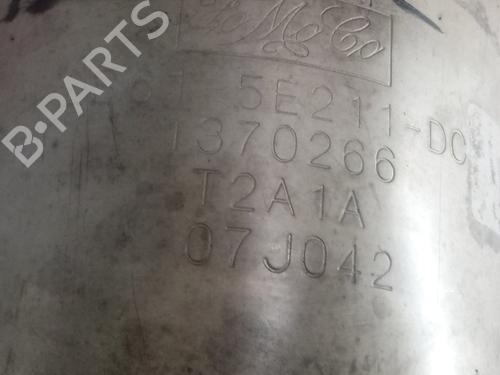 FoMoCo
5E211-DC
1370266
T2A1A
07J042
B-PARTS